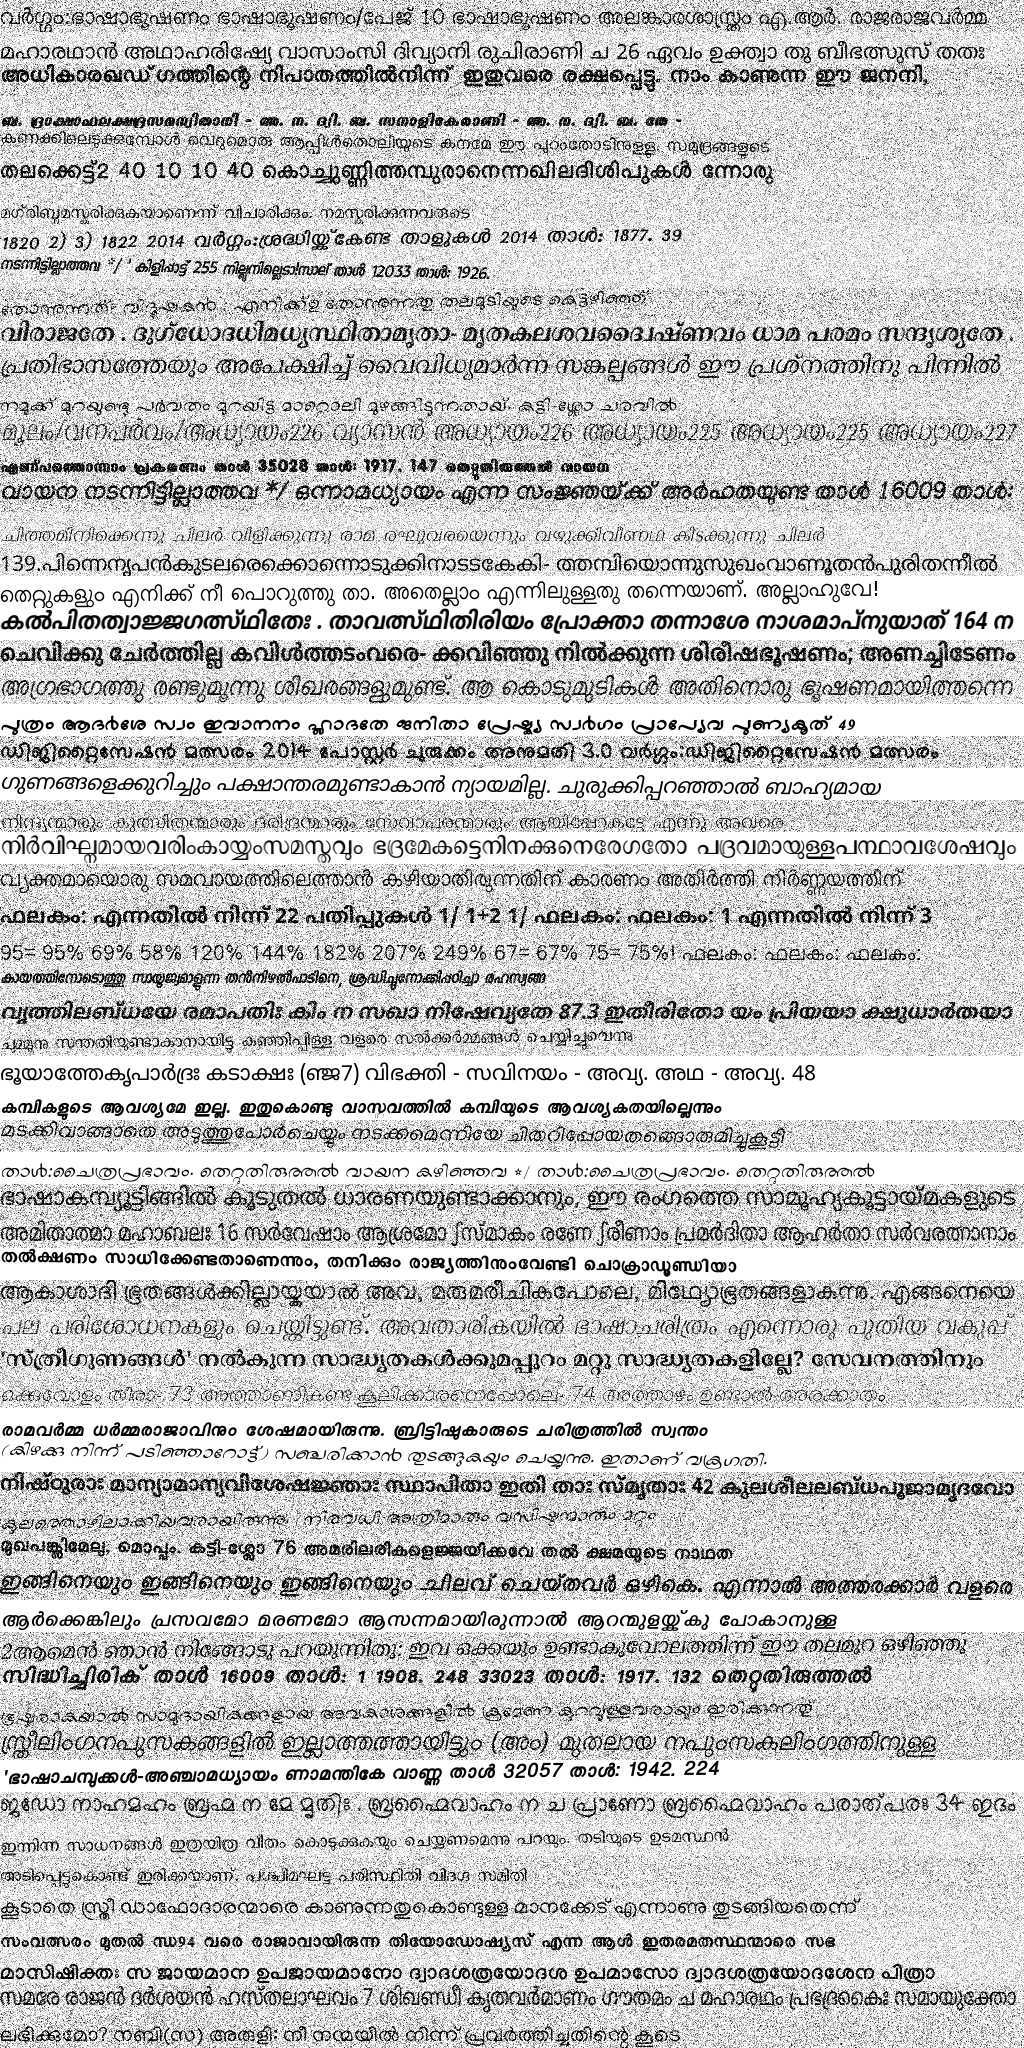 വർഗ്ഗം:ഭാഷാഭൂഷണം ഭാഷാഭൂഷണം/പേജ് 10 ഭാഷാഭൂഷണം അലങ്കാരശാസ്ത്രം എ.ആർ. രാജരാജവർമ്മ
മഹാരഥാൻ അഥാഹരിഷ്യേ വാസാംസി ദിവ്യാനി രുചിരാണി ച 26 ഏവം ഉക്ത്വാ തു ബീഭത്സുസ് തതഃ
അധികാരഖഡ് ഗത്തിന്റെ നിപാതത്തിൽനിന്ന് ഇതുവരെ രക്ഷപ്പെട്ടു. നാം കാണുന്ന ഈ ജനനി,
ബ. ദ്രാക്ഷാഫലക്ഷദ്രസമന്വിതാനി – അ. ന. ദ്വി. ബ. സനാളികേരാണി – അ. ന. ദ്വി. ബ. തേ –
കണക്കിലെടുക്കുമ്പോൾ വെറുമൊരു ആപ്പിൾതൊലിയുടെ കനമേ ഈ പുറംതോടിനുള്ളൂ. സമുദ്രങ്ങളുടെ
തലക്കെട്ട്2 40 10 10 40 കൊച്ചുണ്ണിത്തമ്പുരാനെന്നഖിലദിശിപുകൾ ന്നോരു
മഗ്‌രിബ്നുമസ്കരിക്കുകയാണെന്ന് വിചാരിക്കും. നമസ്കരിക്കുന്നവരുടെ
1820 2) 3) 1822 2014 വർഗ്ഗം:ശ്രദ്ധിയ്ക്ക് കേണ്ട താളുകൾ 2014 താൾ: 1877. 39
നടന്നിട്ടില്ലാത്തവ */ ' കിളിപ്പാട്ട് 255 നില്ലുനില്ലെടാ!സാല് താൾ 12033 താൾ: 1926.
തോന്നുന്നത്. വിദൂഷകൻ : എനിക്ക് ഉ തോന്നുന്നതു തലമുടിയുടെ കെട്ടഴിഞ്ഞത്
വിരാജതേ . ദുഗ്ധോദധിമധ്യസ്ഥിതാമൃതാ- മൃതകലശവദ്വൈഷ്ണവം ധാമ പരമം സന്ദൃശ്യതേ .
പ്രതിഭാസത്തേയും അപേക്ഷിച്ച് വൈവിധ്യമാർന്ന സങ്കല്പങ്ങൾ ഈ പ്രശ്നത്തിനു പിന്നിൽ
നമുക്ക് മുറയുണ്ടു പർവതം മുറയിട്ട മാറ്റൊലി മുഴങ്ങിടുന്നതായ്. കുട്ടി-ശ്ലോ ചരവിൽ
മൂലം/വനപർവം/അധ്യായം226 വ്യാസൻ അധ്യായം226 അധ്യായം225 അധ്യായം225 അധ്യായം227
എണ്പത്തൊന്നാം പ്രകരണം താൾ 35028 താൾ: 1917. 147 തെറ്റുതിരുത്തൽ വായന
വായന നടന്നിട്ടില്ലാത്തവ */ ഒന്നാമധ്യായം എന്ന സംജ്ഞയ്ക്ക് അർഹതയുണ്ട താൾ 16009 താൾ:
ചിത്തമീനിക്കെന്നു ചിലർ വിളിക്കുന്നു രാമ രഘുവരയെന്നും വഴുക്കിവീണഥ കിടക്കുന്നു ചിലർ
139.പിന്നെന്നൃപൻകുടലരെക്കൊന്നൊടുക്കിനാടടകേകി- ത്തമ്പിയൊന്നുസുഖംവാണൂതൻപുരിതന്നീൽ
തെറ്റുകളും എനിക്ക് നീ പൊറുത്തു താ. അതെല്ലാം എന്നിലുള്ളതു തന്നെയാണ്. അല്ലാഹുവേ!
കൽപിതത്വാജ്ജഗത്സ്ഥിതേഃ . താവത്സ്ഥിതിരിയം പ്രോക്താ തന്നാശേ നാശമാപ്നുയാത് 164 ന
ചെവിക്കു ചേർത്തില്ല കവിൾത്തടംവരെ- ക്കവിഞ്ഞു നിൽക്കുന്ന ശിരീഷഭൂഷണം; അണച്ചിടേണം
അഗ്രഭാഗത്തു രണ്ടുമൂന്നു ശിഖരങ്ങളുമുണ്ട്. ആ കൊടുമുടികൾ അതിനൊരു ഭൂഷണമായിത്തന്നെ
പുത്രം ആദർശേ സ്വം ഇവാനനം ഹ്ലാദതേ ജനിതാ പ്രേഷ്ട്യ സ്വർഗം പ്രാപ്യേവ പുണ്യകൃത് 49
ഡിജിറ്റൈസേഷൻ മത്സരം 2014 പോസ്റ്റർ ചുരുക്കം അനുമതി 3.0 വർഗ്ഗം:ഡിജിറ്റൈസേഷൻ മത്സരം
ഗുണങ്ങളെക്കുറിച്ചും പക്ഷാന്തരമുണ്ടാകാൻ ന്യായമില്ല. ചുരുക്കിപ്പറഞ്ഞാൽ ബാഹ്യമായ
നിന്ദ്യന്മാരും കുത്സിതന്മാരും ദരിദ്രന്മാരും സേവാപരന്മാരും ആയിപ്പോകട്ടേ എന്നു അവരെ
നിർവിഘ്നമായവരിംകായ്യംസമസ്തവും ഭദ്രമേകട്ടെനിനക്കുനെരേഗതോ പദ്രവമായുള്ളപന്ഥാവശേഷവും
വ്യക്തമായൊരു സമവായത്തിലെത്താൻ കഴിയാതിരുന്നതിന് കാരണം അതിർത്തി നിർണ്ണയത്തിന്
ഫലകം: എന്നതിൽ നിന്ന് 22 പതിപ്പുകൾ 1/ 1+2 1/ ഫലകം: ഫലകം: 1 എന്നതിൽ നിന്ന് 3
95= 95% 69% 58% 120% 144% 182% 207% 249% 67= 67% 75= 75%! ഫലകം: ഫലകം: ഫലകം:
കായത്തിനോടൊത്തു സായൂജ്യമാളുന്ന തൻനിഴൽപാടിനെ, ശ്രദ്ധിച്ചുനോക്കിപ്പഠിച്ചാ രഹസ്യങ്ങ
വൃത്തിലബ്ധയേ രമാപതിഃ കിം ന സഖാ നിഷേവ്യതേ 87.3 ഇതീരിതോ യം പ്രിയയാ ക്ഷുധാർതയാ
ചുമ്മുനു സന്തതിയുണ്ടാകാനായിട്ടു കുഞ്ഞിപ്പിള്ള വളരെ സൽക്കർമ്മങ്ങൾ ചെയ്യിച്ചുവെന്നു
ഭൂയാത്തേകൃപാർദ്രഃ കടാക്ഷഃ (ഞ്ജ7) വിഭക്തി - സവിനയം - അവ്യ. അഥ - അവ്യ. 48
കമ്പികളുടെ ആവശ്യമേ ഇല്ല. ഇതുകൊണ്ടു വാസ്തവത്തിൽ കമ്പിയുടെ ആവശ്യകതയില്ലെന്നും
മടക്കിവാങ്ങാതെ അട്ടത്തുപോർചെയ്യും നടക്കമെന്നിയേ ചിതറിപ്പോയതങ്ങൊരുമിച്ചുകൂട്ടി
താൾ:ചൈത്രപ്രഭാവം. തെറ്റുതിരുത്തൽ വായന കഴിഞ്ഞവ */ താൾ:ചൈത്രപ്രഭാവം. തെറ്റുതിരുത്തൽ
ഭാഷാകമ്പ്യൂട്ടിങ്ങിൽ കൂടുതൽ ധാരണയുണ്ടാക്കാനും, ഈ രംഗത്തെ സാമൂഹ്യകൂട്ടായ്മകളുടെ
അമിതാത്മാ മഹാബലഃ 16 സർവേഷാം ആശ്രമോ ഽസ്മാകം രണേ ഽരീണാം പ്രമർദിതാ ആഹർതാ സർവരത്നാനാം
തൽക്ഷണം സാധിക്കേണ്ടതാണെന്നും, തനിക്കും രാജ്യത്തിനുംവേണ്ടി ചൊക്രാഡൂണ്ഡിയാ
ആകാശാദി ഭൂതങ്ങൾക്കില്ലായ്കയാൽ അവ, മരുമരീചികപോലെ, മിഥ്യോഭൂതങ്ങളാകുന്നു. എങ്ങനെയെ
പല പരിശോധനകളും ചെയ്തിട്ടുണ്ട്. അവതാരികയിൽ ഭാഷാചരിത്രം എന്നൊരു പുതിയ വകുപ്പ്
'സ്ത്രീഗുണങ്ങൾ' നൽകുന്ന സാദ്ധ്യതകൾക്കുമപ്പുറം മറ്റു സാദ്ധ്യതകളില്ലേ? സേവനത്തിനും
ഒക്കുവോളം തീരാ- 73 അത്താണികണ്ട കൂലിക്കാരനെപ്പോലെ- 74 അത്താഴം ഉണ്ടാൽ-അരക്കാതം
രാമവർമ്മ ധർമ്മരാജാവിനും ശേഷമായിരുന്നു. ബ്രിട്ടിഷുകാരുടെ ചരിത്രത്തിൽ സ്വന്തം
(കിഴക്കു നിന്ന് പടിഞ്ഞാറോട്ട്) സഞ്ചരിക്കാൻ തുടങ്ങുകയും ചെയ്യുന്നു. ഇതാണ് വക്രഗതി.
നിഷ്ഠുരാഃ മാന്യാമാന്യവിശേഷജ്ഞാഃ സ്ഥാപിതാ ഇതി താഃ സ്മൃതാഃ 42 കുലശീലലബ്ധപൂജാമൃദവോ
കുലത്തൊഴിലാക്കിയവരായിരുന്നു. (നിരവധി അത്രിമാരും വസിഷ്ഠന്മാരും മറ്റും
മുഖപങ്ക്തിമേലു, മൊപ്പം. കുട്ടി-ശ്ലോ 76 അമരിലരികളെജ്ജയിക്കവേ തൽ ക്ഷമയുടെ നാഥത
ഇങ്ങിനെയും ഇങ്ങിനെയും ഇങ്ങിനെയും ചിലവ് ചെയ്തവർ ഒഴികെ. എന്നാൽ അത്തരക്കാർ വളരെ
ആർക്കെങ്കിലും പ്രസവമോ മരണമോ ആസന്നമായിരുന്നാൽ ആറന്മുളയ്ക്ക് കു പോകാനുള്ള
2ആമെൻ ഞാൻ നിങ്ങോടു പറയുന്നിതു: ഇവ ഒക്കയും ഉണ്ടാകുവോലത്തിന്ന് ഈ തലമുറ ഒഴിഞ്ഞു
സിദ്ധിച്ചിരിക് താൾ 16009 താൾ: 1 1908. 248 33023 താൾ: 1917. 132 തെറ്റുതിരുത്തൽ
ഭ്രഷ്ടരാകയാൽ സാമുദായികങ്ങളായ അവകാശങ്ങളിൽ ക്രമേണ കുറവുള്ളവരായും ഇരിക്കുന്നതു്
സ്ത്രീലിംഗനപുസകങ്ങളിൽ ഇല്ലാത്തത്തായിട്ടും (അം) മുതലായ നപുംസകലിംഗത്തിനുള്ള
'ഭാഷാചമ്പുക്കൾ-അഞ്ചാമധ്യായം ണാമന്തികേ വാണ്ണ താൾ 32057 താൾ: 1942. 224
ജഡോ നാഹമഹം ബ്രഹ്മ ന മേ മൃതിഃ . ബ്രഹ്മൈവാഹം ന ച പ്രാണോ ബ്രഹ്മൈവാഹം പരാത്പരഃ 34 ഇദം
ഇന്നിന്ന സാധനങ്ങൾ ഇത്രയിത്ര വീതം കൊടുക്കുകയും ചെയ്യണമെന്നു പറയും. തടിയുടെ ഉടമസ്ഥൻ
അടിപ്പെട്ടുകൊണ്ട് ഇരിക്കയാണ്. പശ്ചിമഘട്ട പരിസ്ഥിതി വിദഗ്ദ സമിതി
കൂടാതെ സ്ത്രീ ഡാഫോദാരന്മാരെ കാണുന്നതുകൊണ്ടുള്ള മാനക്കേട് എന്നാണു തുടങ്ങിയതെന്ന്
സംവത്സരം മുതൽ ന്ധ94 വരെ രാജാവായിരുന്ന തിയോഡോഷ്യസ് എന്ന ആൾ ഇതരമതസ്ഥന്മാരെ സഭ
മാസിഷിക്തഃ സ ജായമാന ഉപജായമാനോ ദ്വാദശത്രയോദശ ഉപമാസോ ദ്വാദശത്രയോദശേന പിത്രാ
സമരേ രാജൻ ദർശയൻ ഹസ്തലാഘവം 7 ശിഖണ്ഡീ കൃതവർമാണം ഗൗതമം ച മഹാരഥം പ്രഭദ്രകൈഃ സമായുക്തോ
ലഭിക്കുമോ? നബി(സ്വ) അരുളി: നീ നന്മയിൽ നിന്ന് പ്രവർത്തിച്ചതിന്റെ കൂടെ